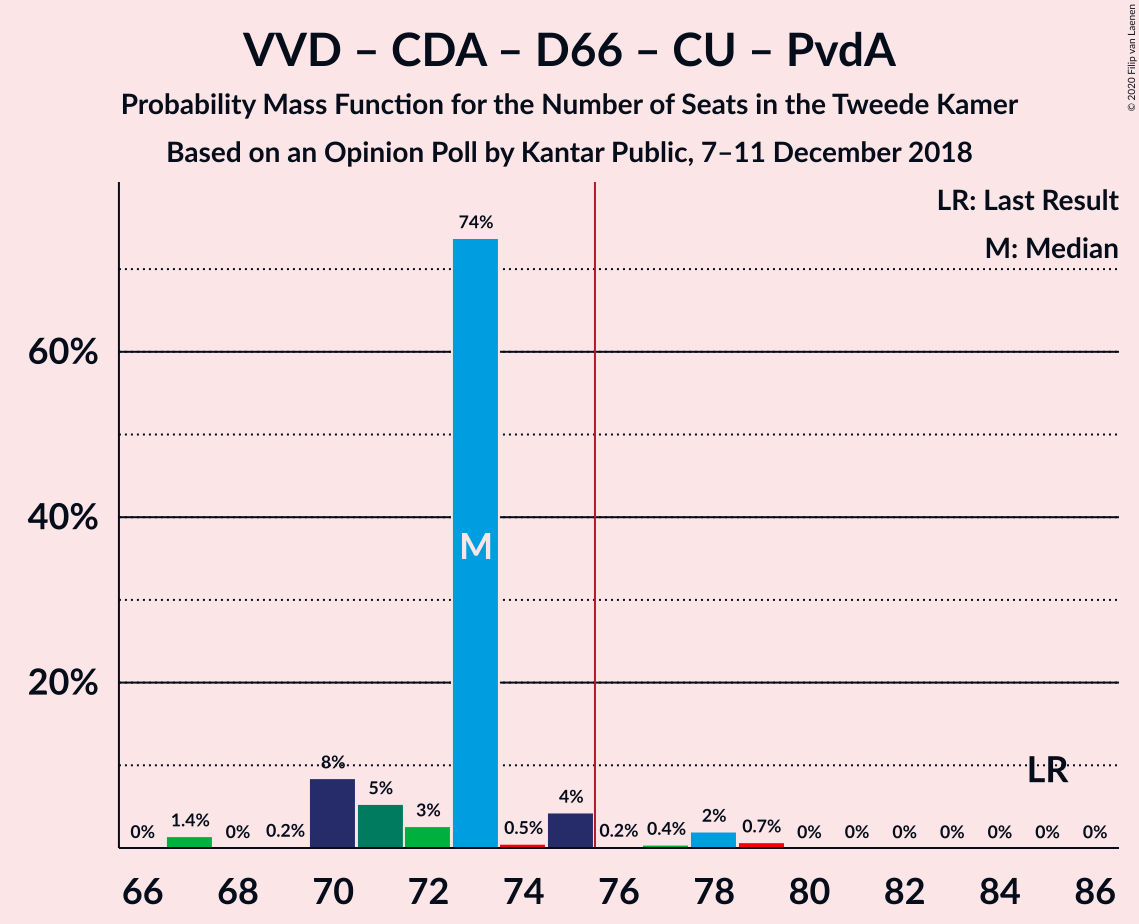 VVD – CDA – D66 – CU – PvdA
Probability Mass Function for the Number of Seats in the Tweede Kamer
Based on an Opinion Poll by Kantar Public, 7–11 December 2018
© 2020 Filip van Laenen
LR: Last Result
M: Median
60%
40%
20%
0% 1.4% 0% 0.2% 8% 5% 3% 74% 0.5% 4% 0.2% 0.4% 2% 0.7% 0% 0% 0% 0% 0% 0% 0%
M
LR
66 68 70 72 74 76 78 80 82 84 86